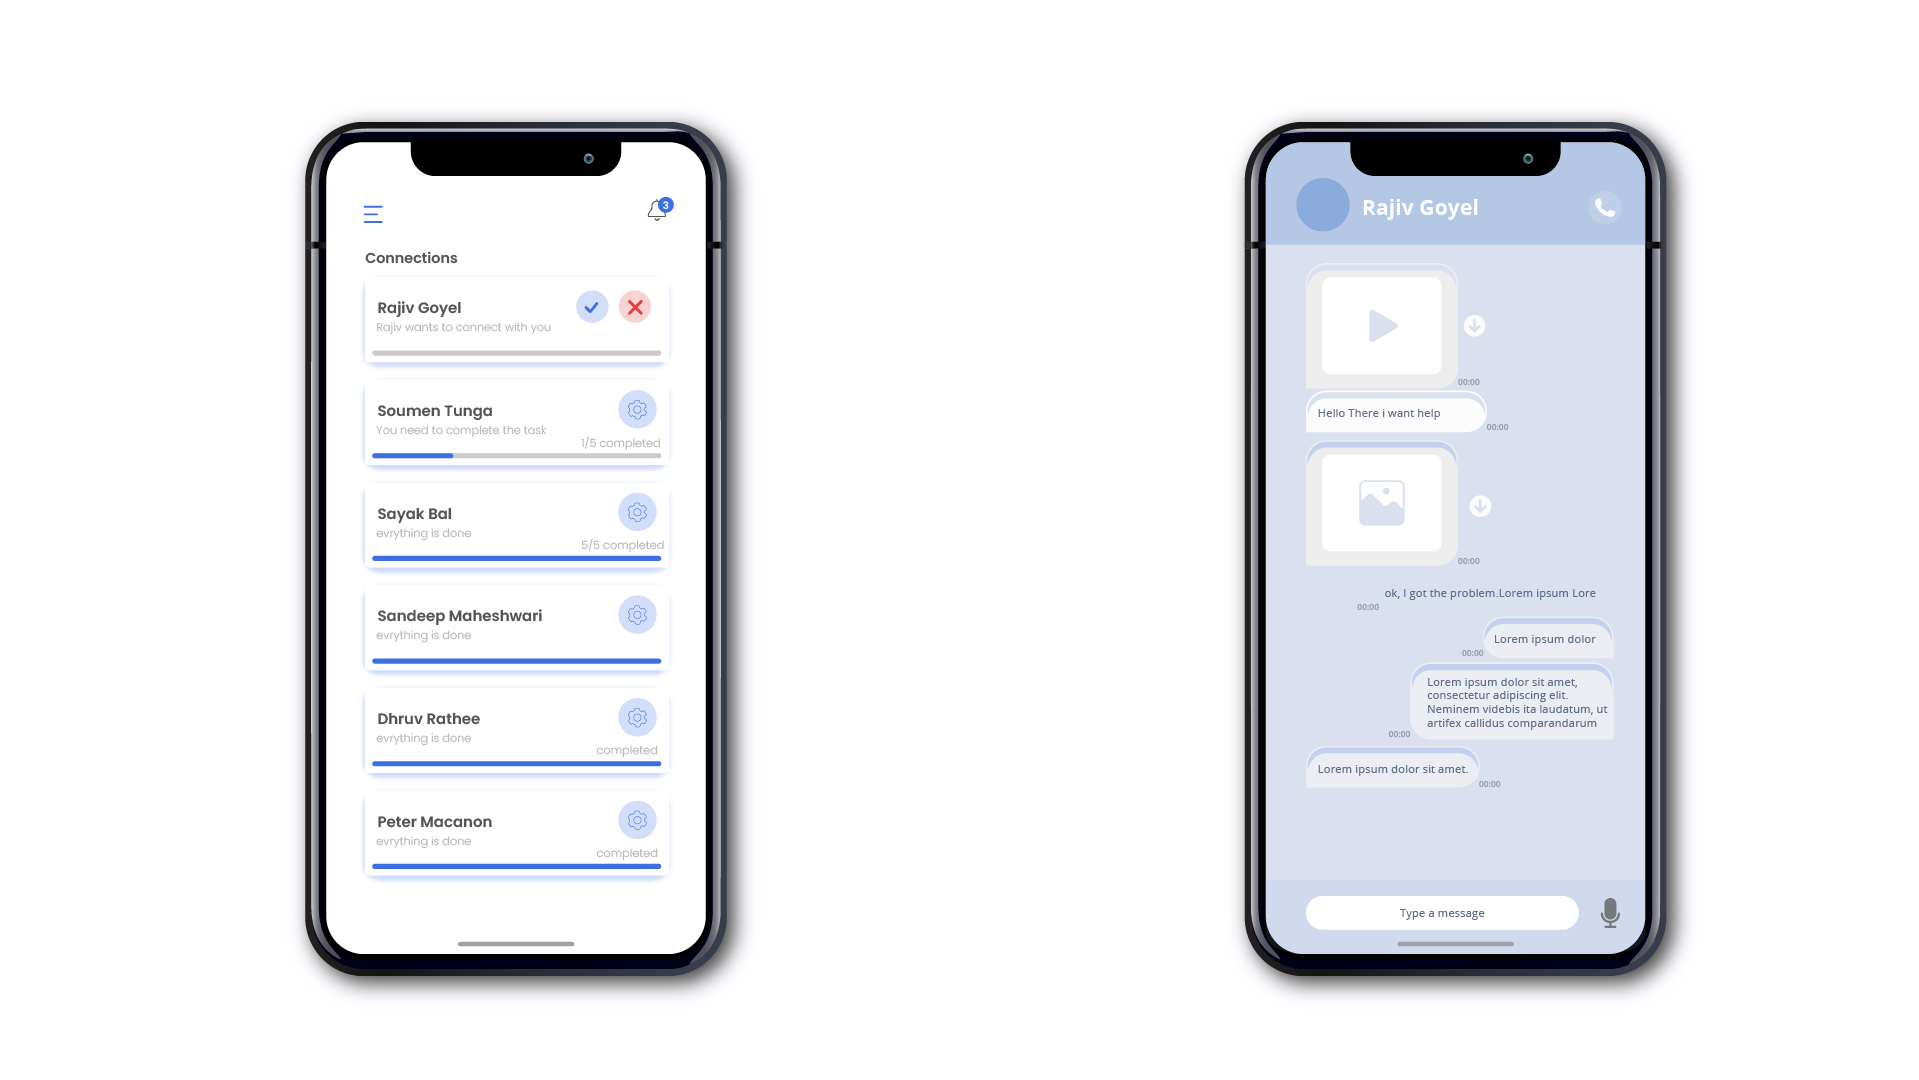 3
Connections
Rajiv Goyel
Rajiv wants to connect with you
Soumen Tunga
You need to complete the task
1/5 completed
Sayak Bal
evrything is done
5/5 completed
Sandeep Maheshwari
evrything is done
Dhruv Rathee
evrything is done
completed
Peter Macanon
evrything is done
completed
Rajiv Goyel
00:00
Hello There i want help
00:00
00:00
ok, I got the problem.Lorem ipsum Lore
00:00
Lorem ipsum dolor
00:00
Lorem ipsum dolor sit amet,
consectetur adipiscing elit.
Neminem videbis ita laudatum, ut
artifex callidus comparandarum
00:00
Lorem ipsum dolor sit amet.
00:00
Type a message